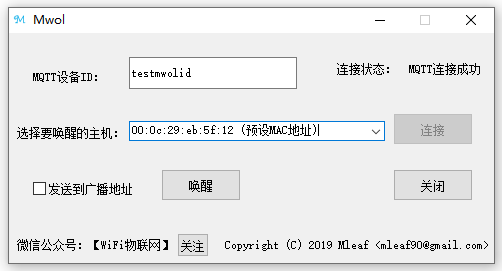 Mwol
MQTT设备ID: testmwolid 连接状态: MQTT连接成功
选择要唤醒的主机: 00:0c:29:eb:5f:12 (预设MAC地址) 连接
发送到广播地址 唤醒 关闭
微信公众号:【WiFi物联网】 关注 Copyright (C) 2019 Mleaf <mleaf90@gmail.com>